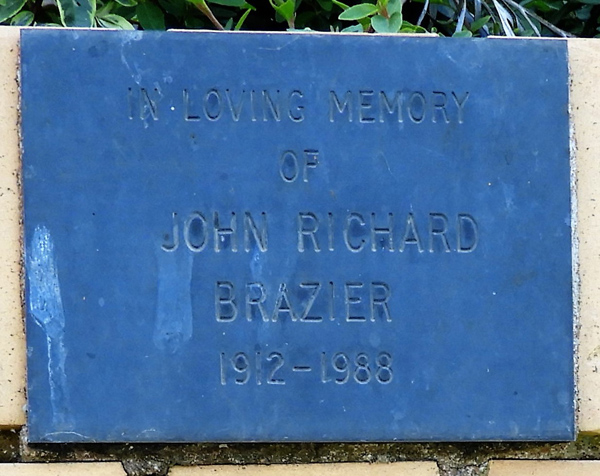 IN LOVING MEMORY
OF
JOHN RICHARD
BRAZIER
1912-1988